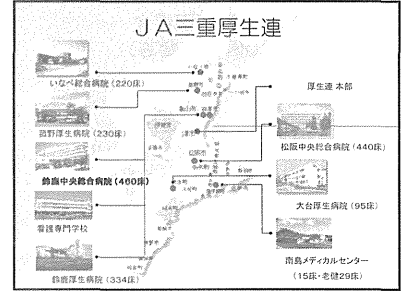 JA三重厚生連
いなべ総合病院(220床)
菰野厚生病院(230床)
鈴鹿中央総合病院(460床)
看護専門学校
鈴鹿厚生病院(334床)
厚生連 本部
松阪中央総合病院(440床)
大台厚生病院(95床)
南島メディカルセンター
(15床・老健29床)